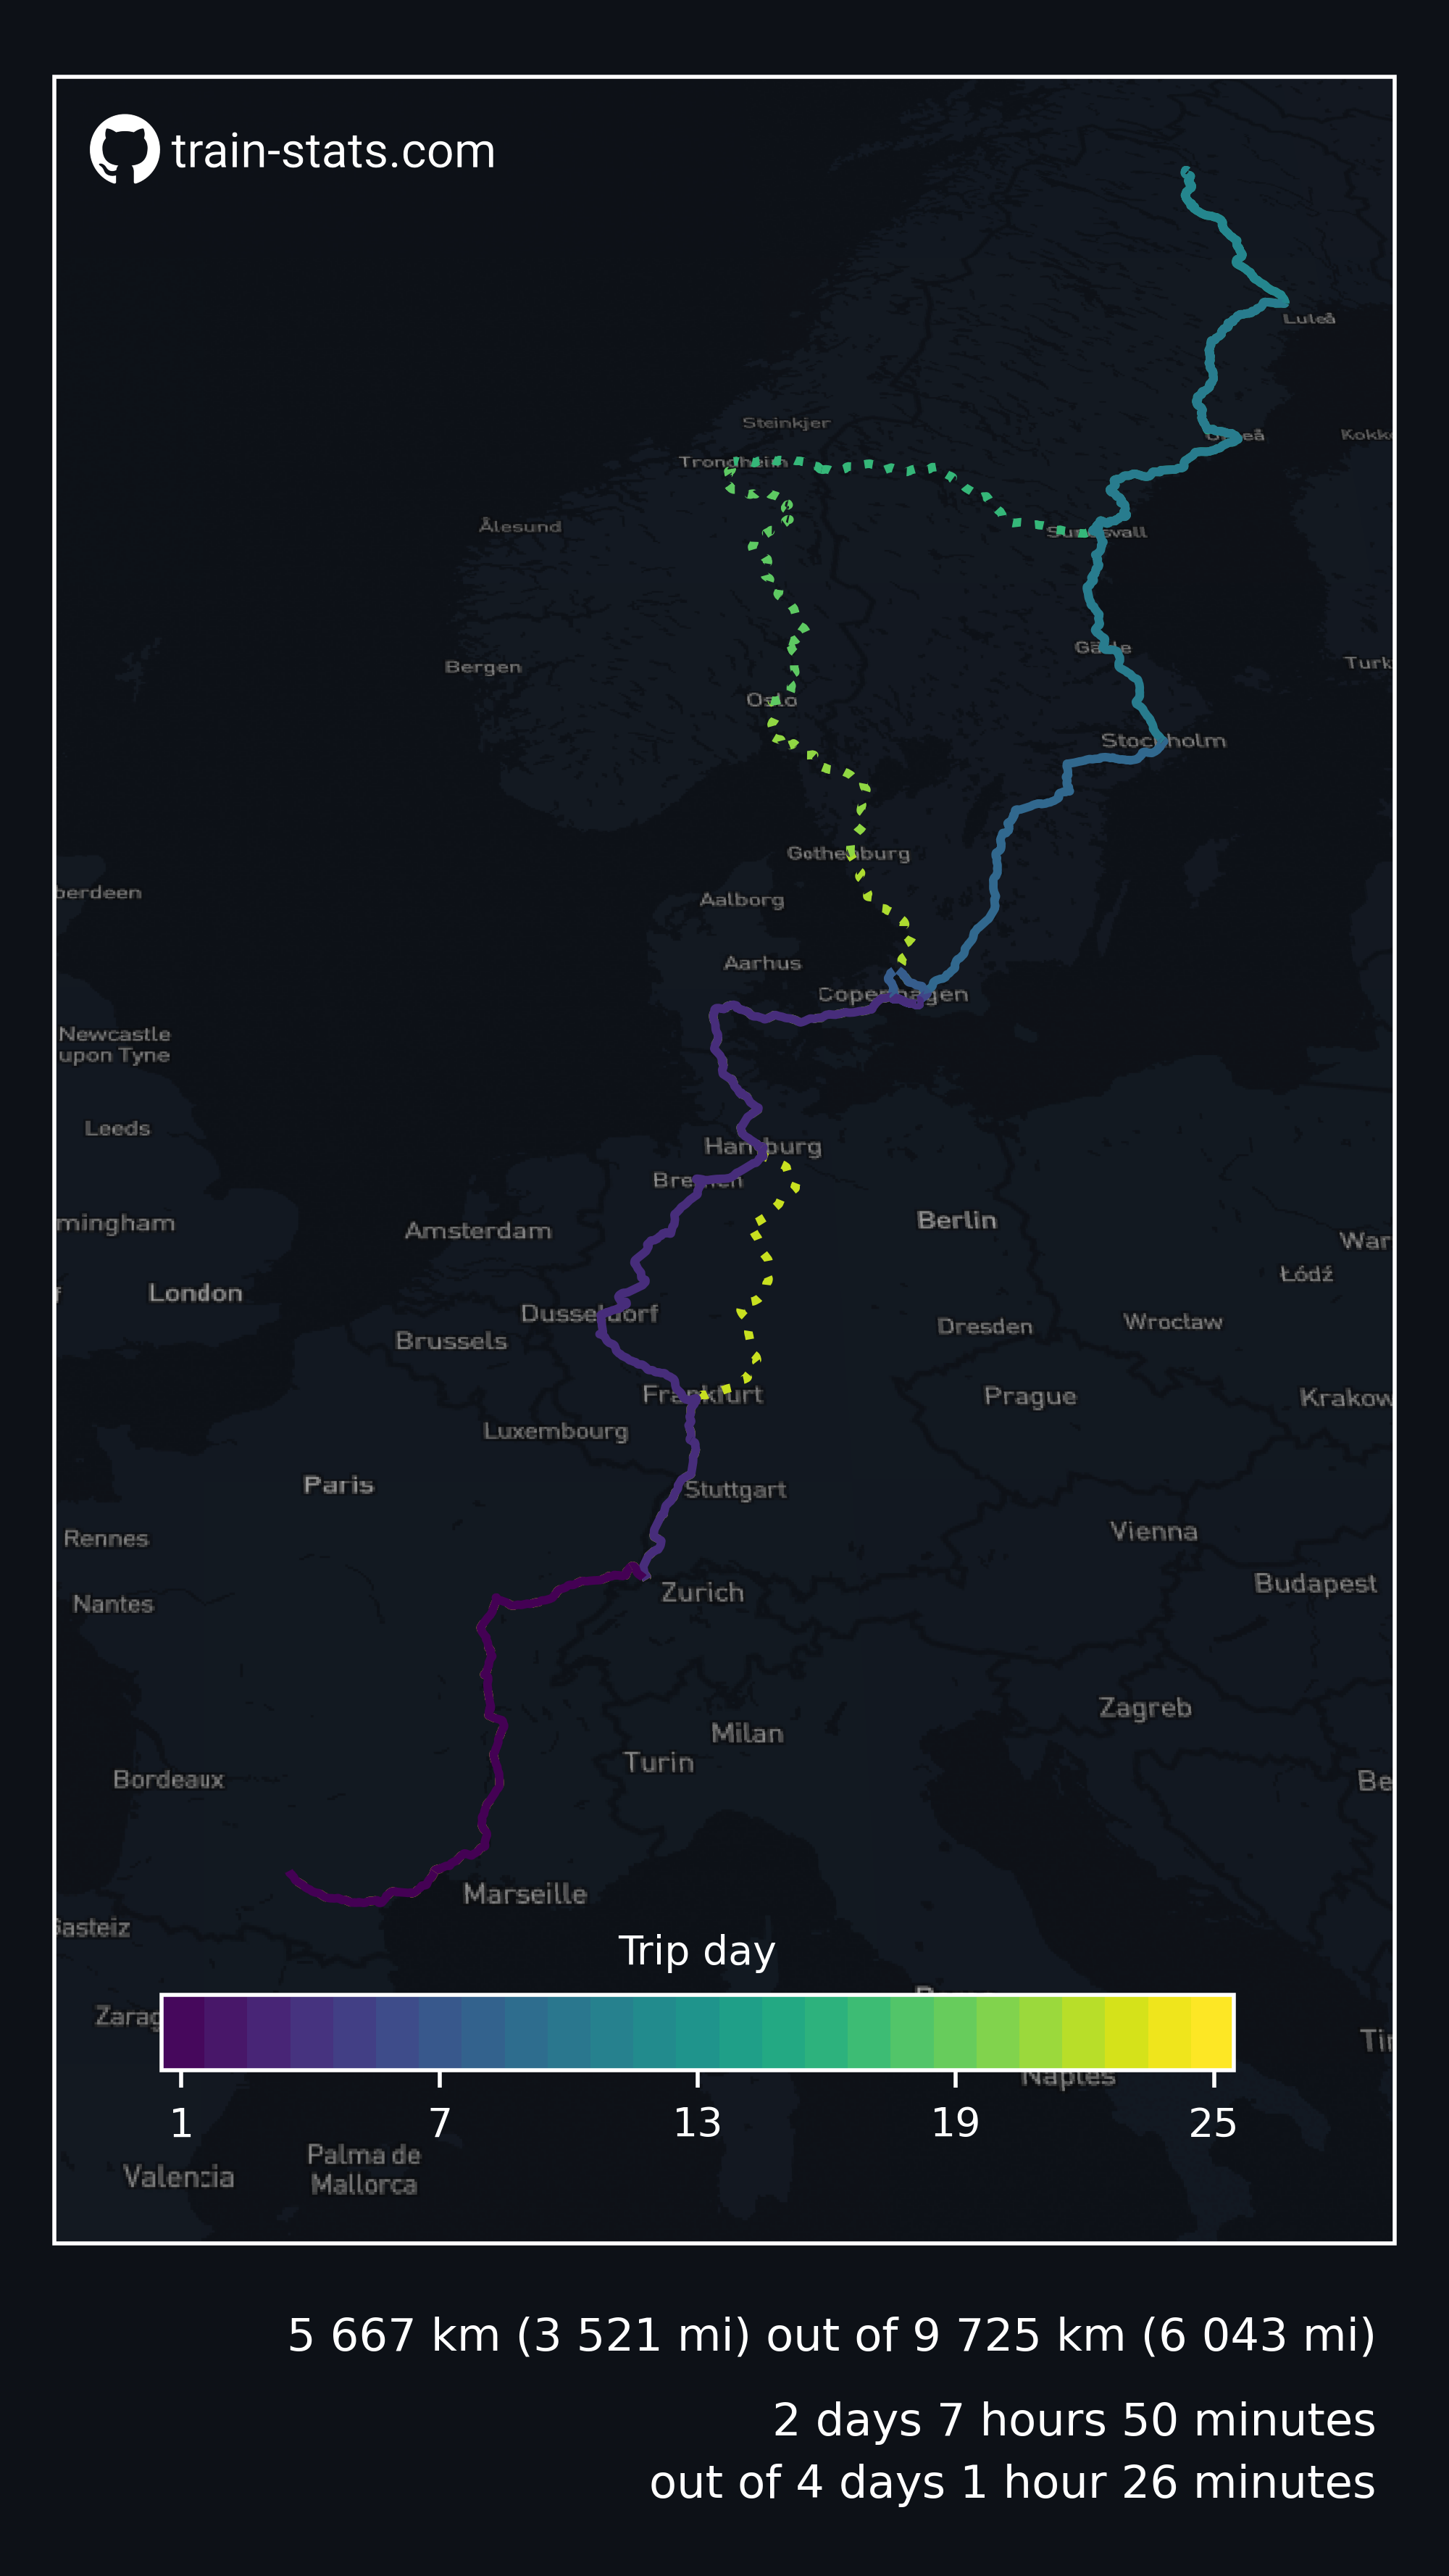 train-stats.com
Luleå
Steinkjer
Trondheim
Ålesund
Sundsvall
Bergen
Gävle
Turk
Oslo
Stockholm
Gothenburg
berdeen
Aalborg
Aarhus
Copenhagen
Newcastle
upon Tyne
Leeds
Hamburg
Bremen
mingham
Amsterdam
Berlin
War
London
Łódź
Dusseldorf
Brussels
Dresden
Wrocław
Frankfurt
Prague
Krakow
Luxembourg
Paris
Stuttgart
Rennes
Vienna
Nantes
Zurich
Budapest
Zagreb
Milan
Turin
Bordeaux
Be
Marseille
asteiz
Trip day
Zarag
Naples
1 7 13 19 25
Palma de
Mallorca
Valencia
5 667 km (3 521 mi) out of 9 725 km (6 043 mi)
2 days 7 hours 50 minutes
out of 4 days 1 hour 26 minutes